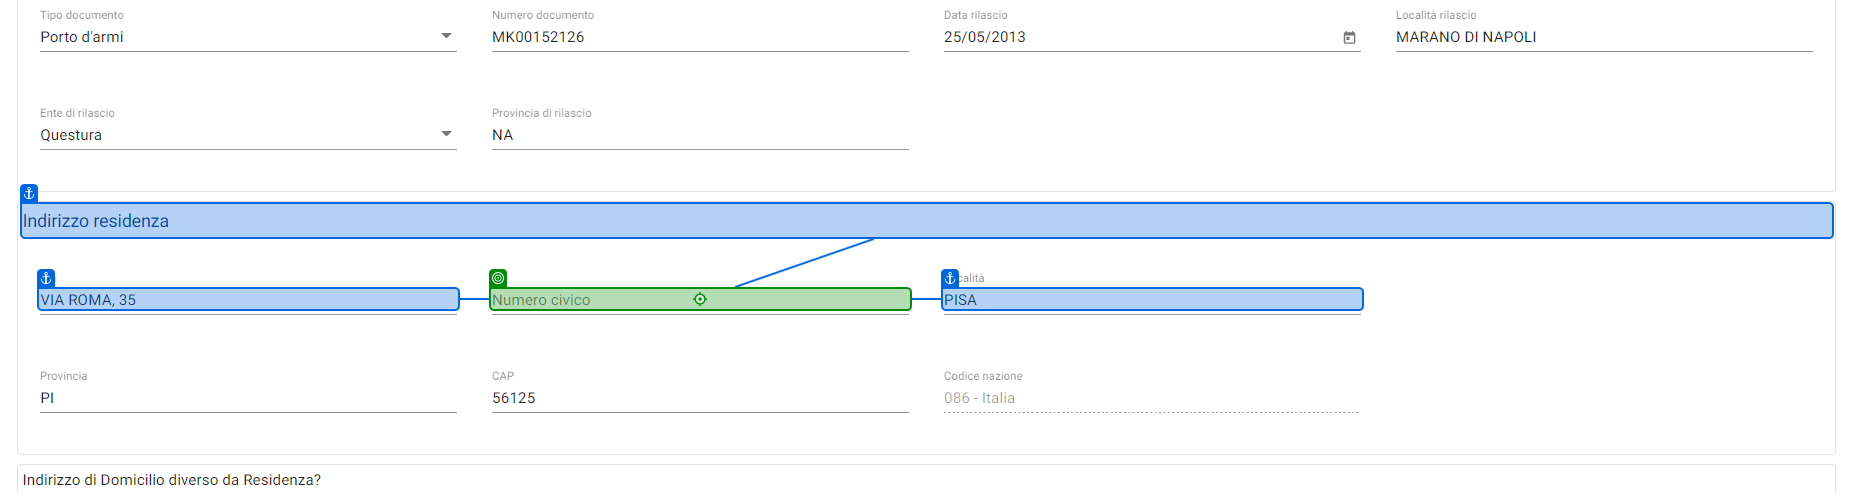 Tipo documento Numero documento Data rilascio Località rilascio
Porto d'armi MK00152126 25/05/2013 MARANO DI NAPOLI
Ente di rilascio Provincia di rilascio
Questura NA
Indirizzo residenza
calità
VIA ROMA, 35 Numero civico PISA
Provincia CAP Codice nazione
PI 56125 086 - Italia
Indirizzo di Domicilio diverso da Residenza?